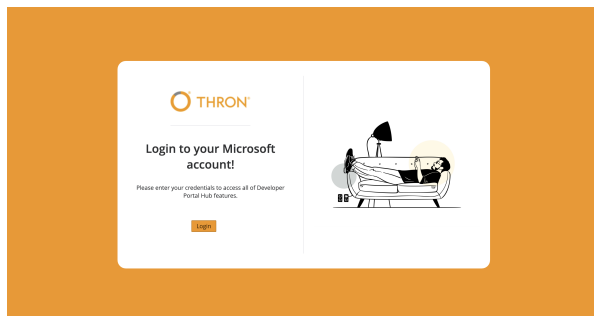 THRON
Login to your Microsoft
account!
Please enter your credentials to access all of Developer
Portal Hub features.
Login